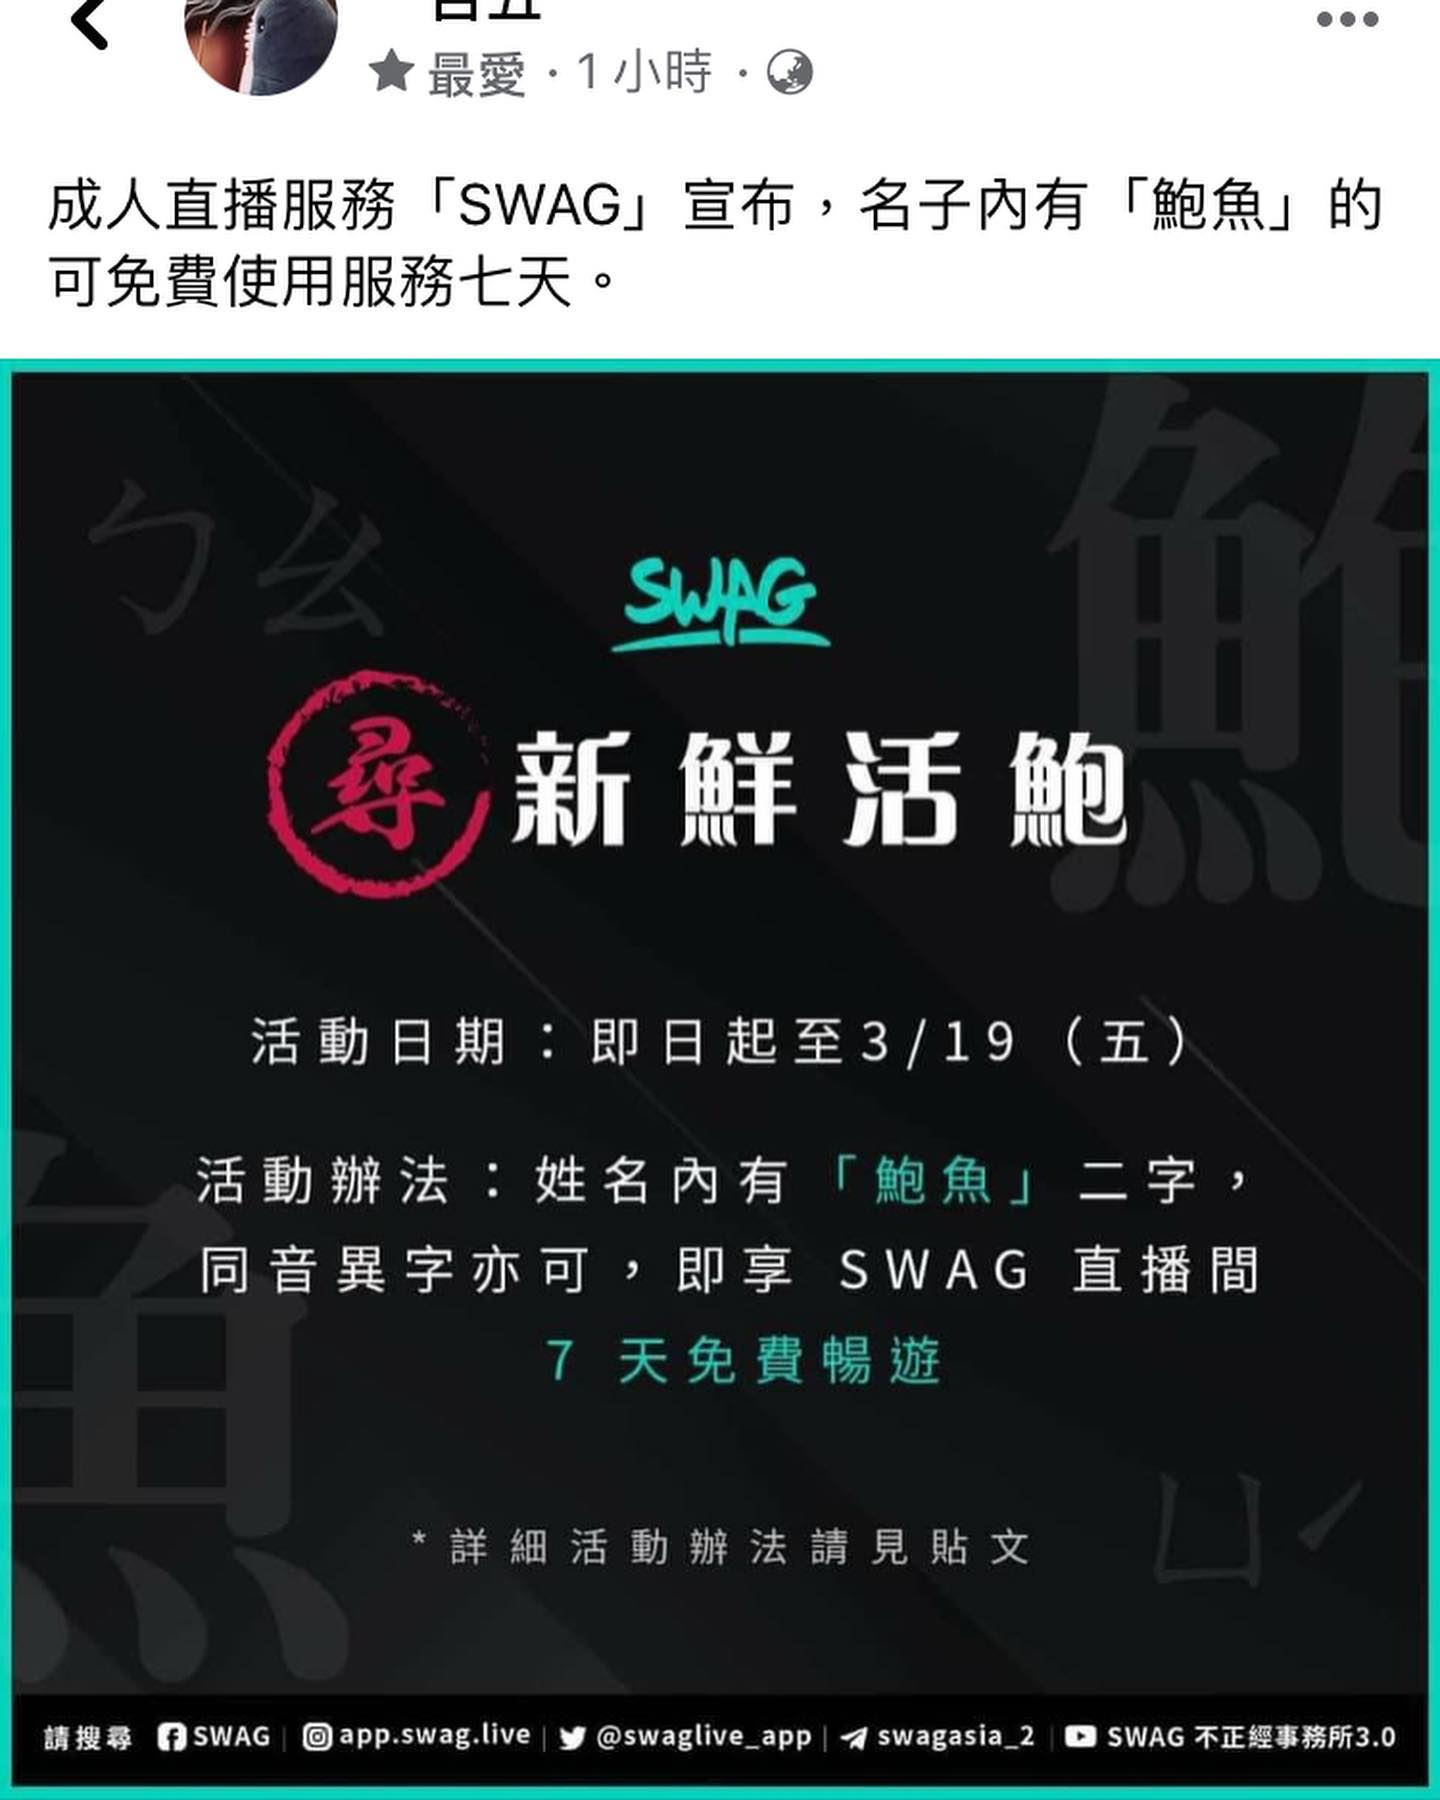 最愛 · 1 小時 ·
成人直播服務「SWAG」宣布，名子內有「鮑魚」的
可免費使用服務七天。
ㄅㄠ
鮑
SWAG
尋 新鮮活鮑
活動日期：即日起至3/19（五）
活動辦法：姓名內有「鮑魚」二字，
同音異字亦可，即享 SWAG 直播間
7 天免費暢遊
魚
ㄩˊ
*詳細活動辦法請見貼文
請搜尋 SWAG | app.swag.live | @swaglive_app | swagasia_2 | SWAG 不正經事務所3.0